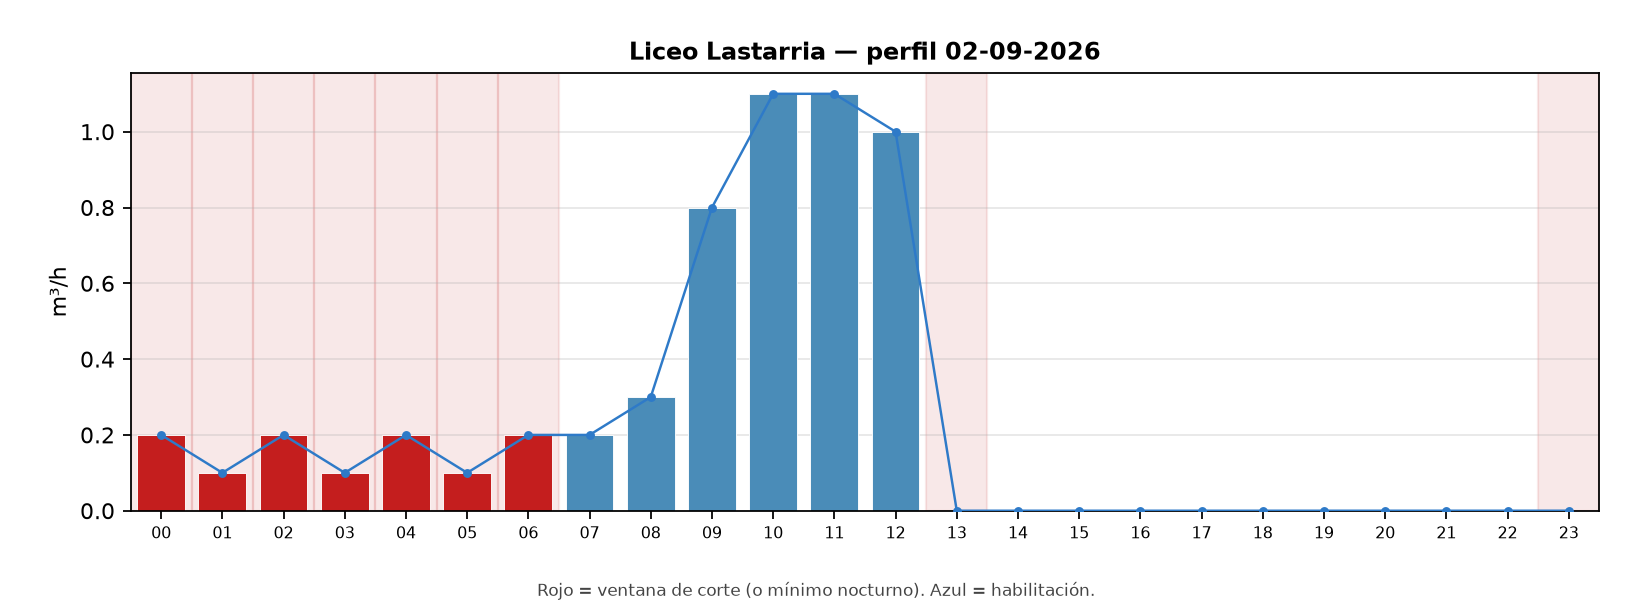 Liceo Lastarria — perfil 02-09-2026
m³/h
1.0
0.8
0.6
0.4
0.2
0.0
00 01 02 03 04 05 06 07 08 09 10 11 12 13 14 15 16 17 18 19 20 21 22 23
Rojo = ventana de corte (o mínimo nocturno). Azul = habilitación.